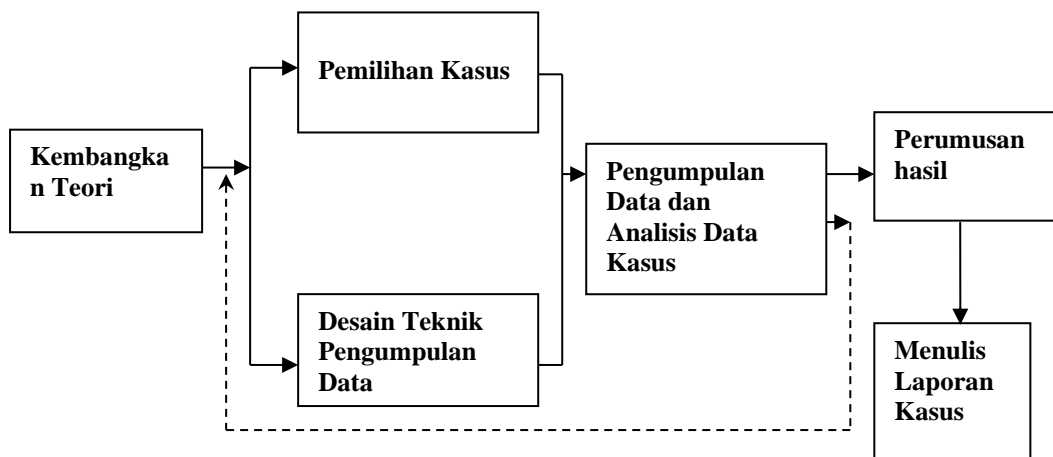 Kembangka
n Teori
Pemilihan Kasus
Desain Teknik
Pengumpulan
Data
Pengumpulan
Data dan
Analisis Data
Kasus
Perumusan
hasil
Menulis
Laporan
Kasus